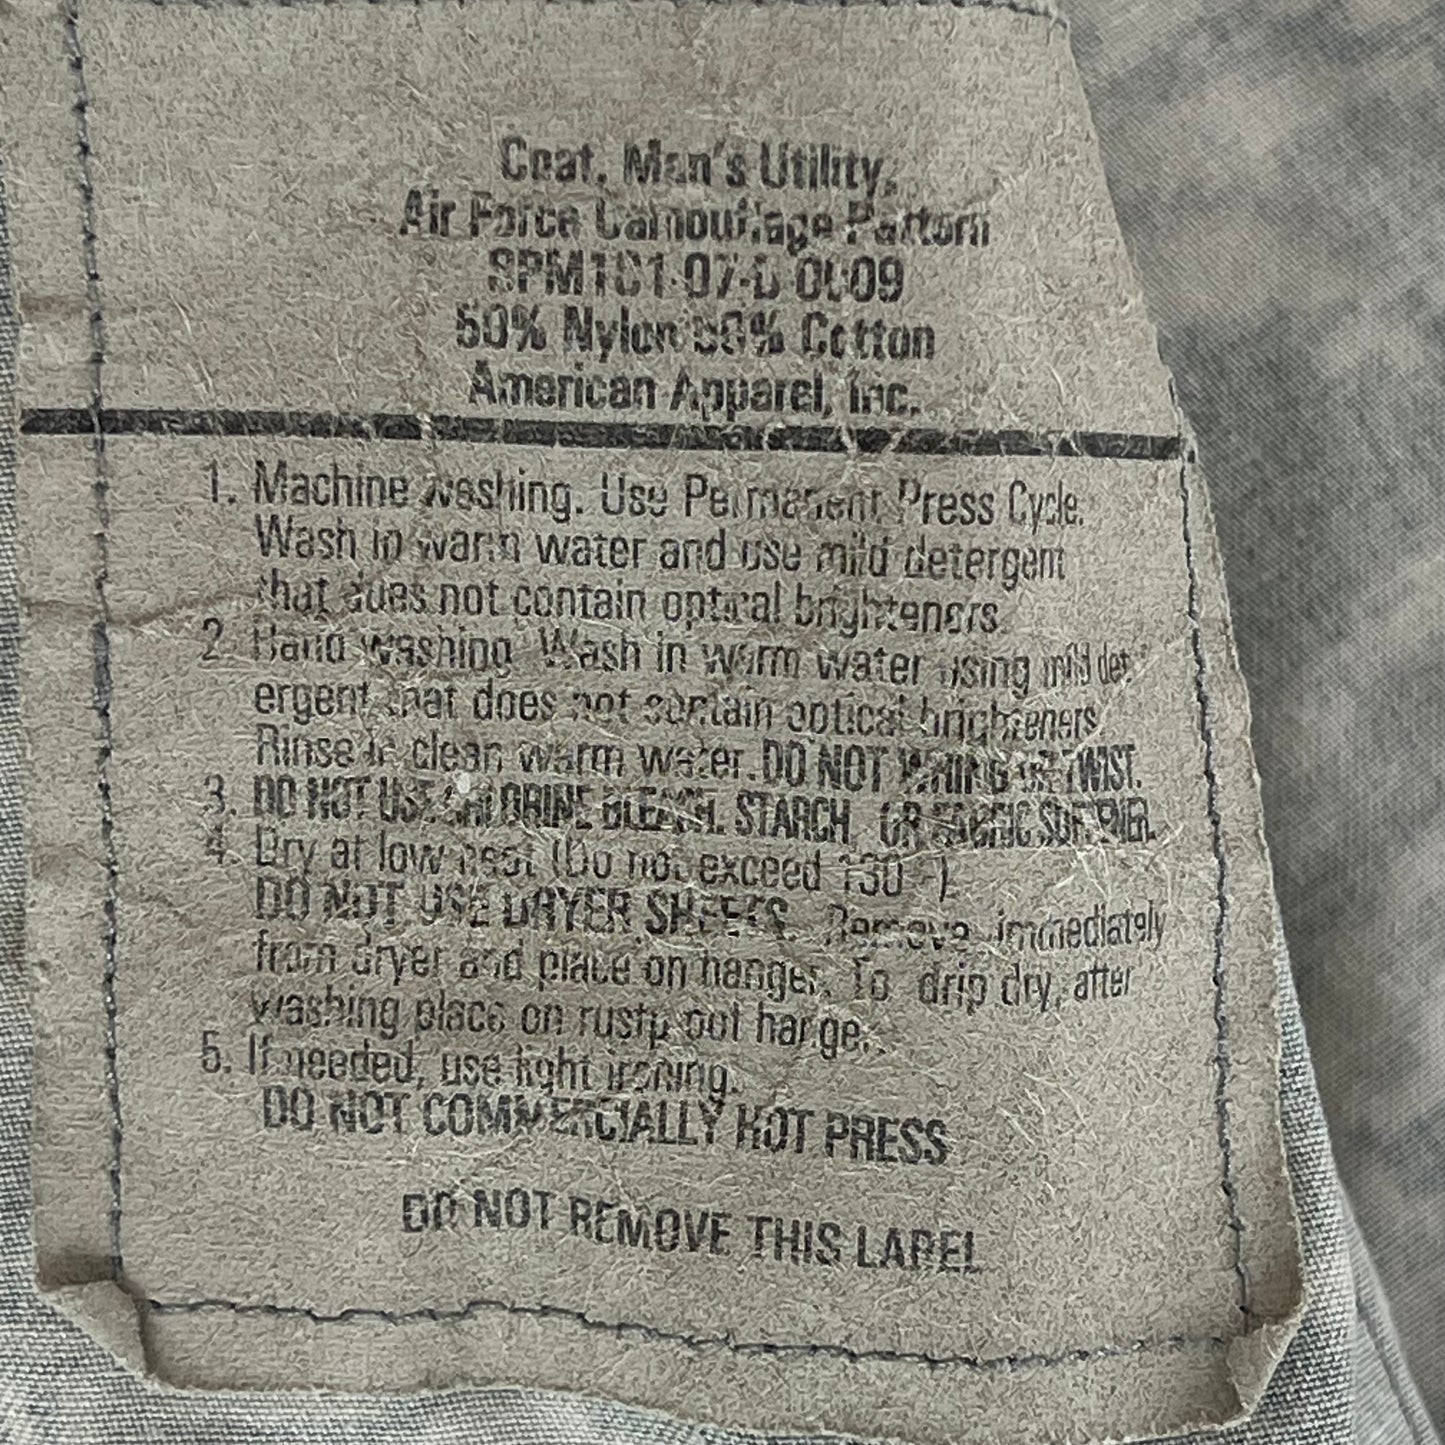 Coat, Man's Utility,
Air Force Camouflage Pattern
SPM1C1-07-D-0009
50% Nylon 50% Cotton
American Apparel, Inc.
1. Machine washing. Use Permanent Press Cycle.
Wash in warm water and use mild detergent
that does not contain optical brighteners.
2. Hand washing. Wash in warm water using mild det-
ergent that does not contain optical brighteners.
Rinse in clean warm water. DO NOT WRING OR TWIST.
3. DO NOT USE CHLORINE BLEACH, STARCH, OR FABRIC SOFTENER.
4. Dry at low heat (Do not exceed 130 F).
DO NOT USE DRYER SHEETS. Remove immediately
from dryer and place on hanger. To drip dry, after
washing place on rust proof hanger.
5. If needed, use light ironing.
DO NOT COMMERCIALLY HOT PRESS
DO NOT REMOVE THIS LABEL